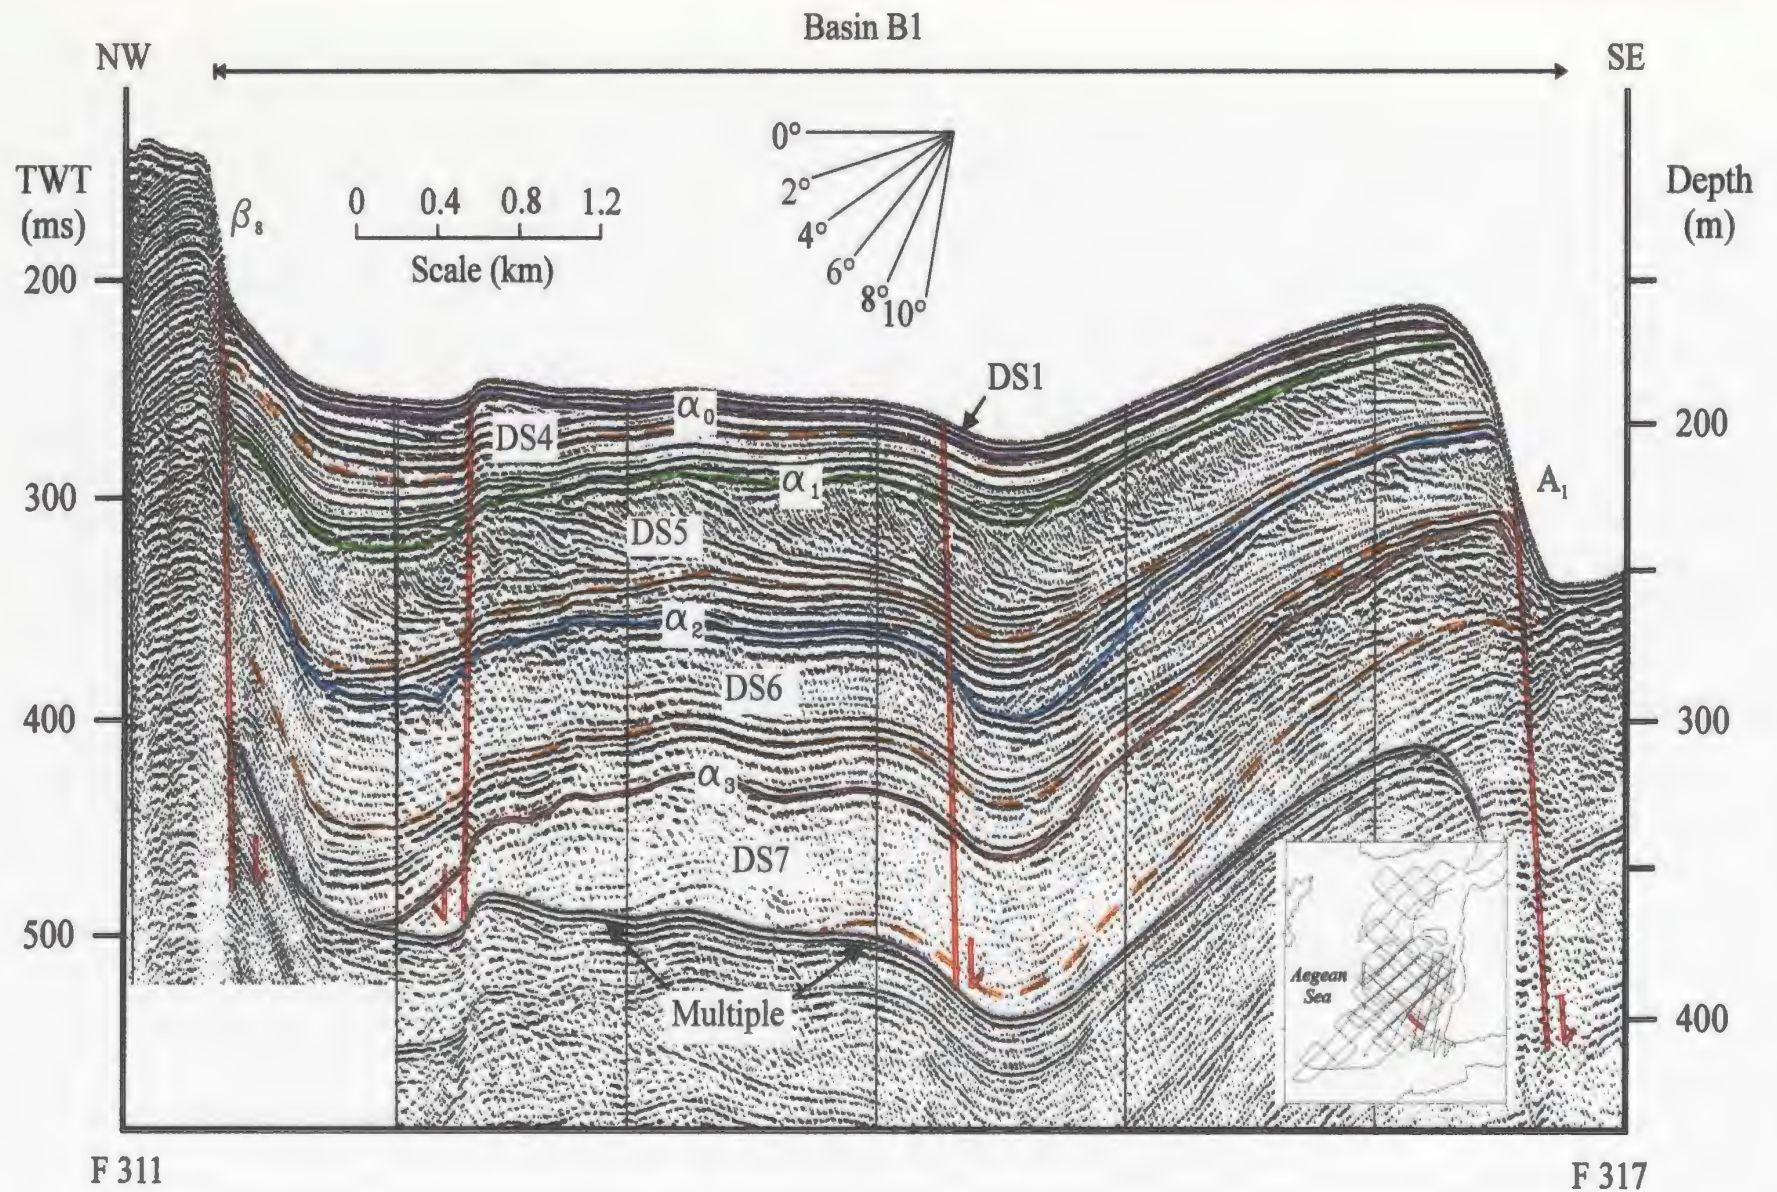 Basin B1
NW
SE
TWT
(ms)
Depth
(m)
β₈
0 0.4 0.8 1.2
Scale (km)
0°
2°
4°
6°
8°
10°
200
300
400
500
200
300
400
DS1
α₀
DS4
α₁
DS5
α₂
DS6
α₃
DS7
A₁
Multiple
Aegean
Sea
F 311
F 317